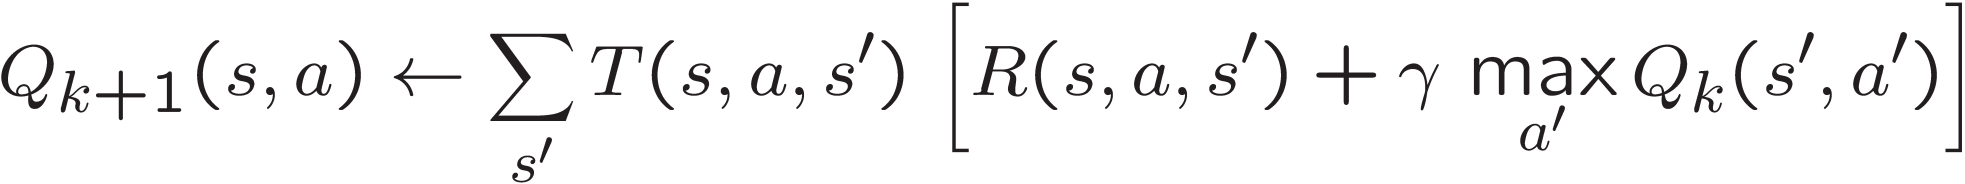 Q_{k+1}(s, a) ← ∑_{s′} T(s, a, s′) [ R(s, a, s′) + γ max_{a′} Q_k(s′, a′) ]